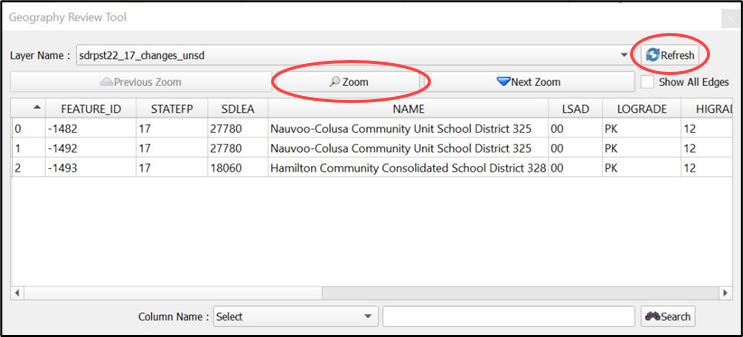 Geography Review Tool
Layer Name : sdrpst22_17_changes_unsd Refresh
Previous Zoom Zoom Next Zoom Show All Edges
FEATURE_ID STATEFP SDLEA NAME LSAD LOGRADE HIGRAD
0 -1482 17 27780 Nauvoo-Colusa Community Unit School District 325 00 PK 12
1 -1492 17 27780 Nauvoo-Colusa Community Unit School District 325 00 PK 12
2 -1493 17 18060 Hamilton Community Consolidated School District 328 00 PK 12
Column Name : Select Search